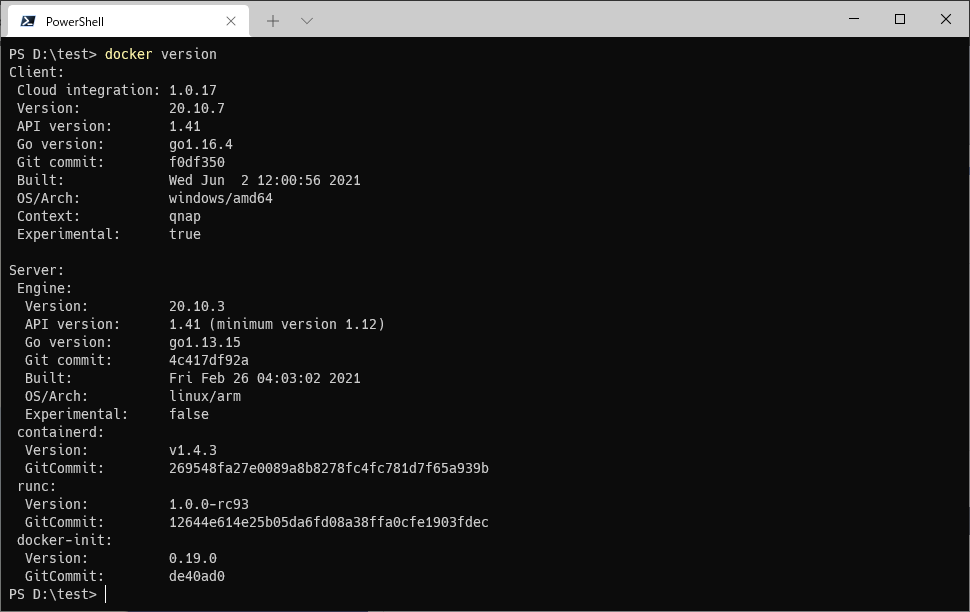 PowerShell
PS D:\test> docker version
Client:
 Cloud integration: 1.0.17
 Version:           20.10.7
 API version:       1.41
 Go version:        go1.16.4
 Git commit:        f0df350
 Built:             Wed Jun  2 12:00:56 2021
 OS/Arch:           windows/amd64
 Context:           qnap
 Experimental:      true

Server:
 Engine:
  Version:          20.10.3
  API version:      1.41 (minimum version 1.12)
  Go version:       go1.13.15
  Git commit:       4c417df92a
  Built:            Fri Feb 26 04:03:02 2021
  OS/Arch:          linux/arm
  Experimental:     false
 containerd:
  Version:          v1.4.3
  GitCommit:        269548fa27e0089a8b8278fc4fc781d7f65a939b
 runc:
  Version:          1.0.0-rc93
  GitCommit:        12644e614e25b05da6fd08a38ffa0cfe1903fdec
 docker-init:
  Version:          0.19.0
  GitCommit:        de40ad0
PS D:\test>